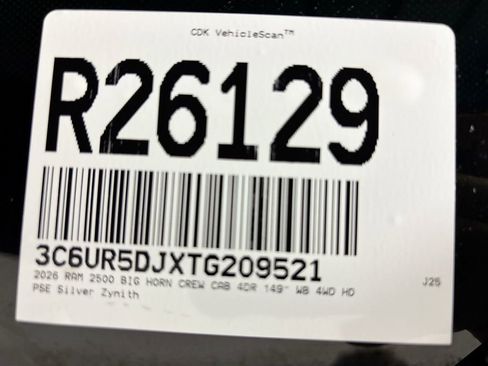 CDK VehicleScan™
R26129
3C6UR5DJXTG209521
2026 RAM 2500 BIG HORN CREW CAB 4DR 149" WB 4WD HD
J25
PSE Silver Zynith